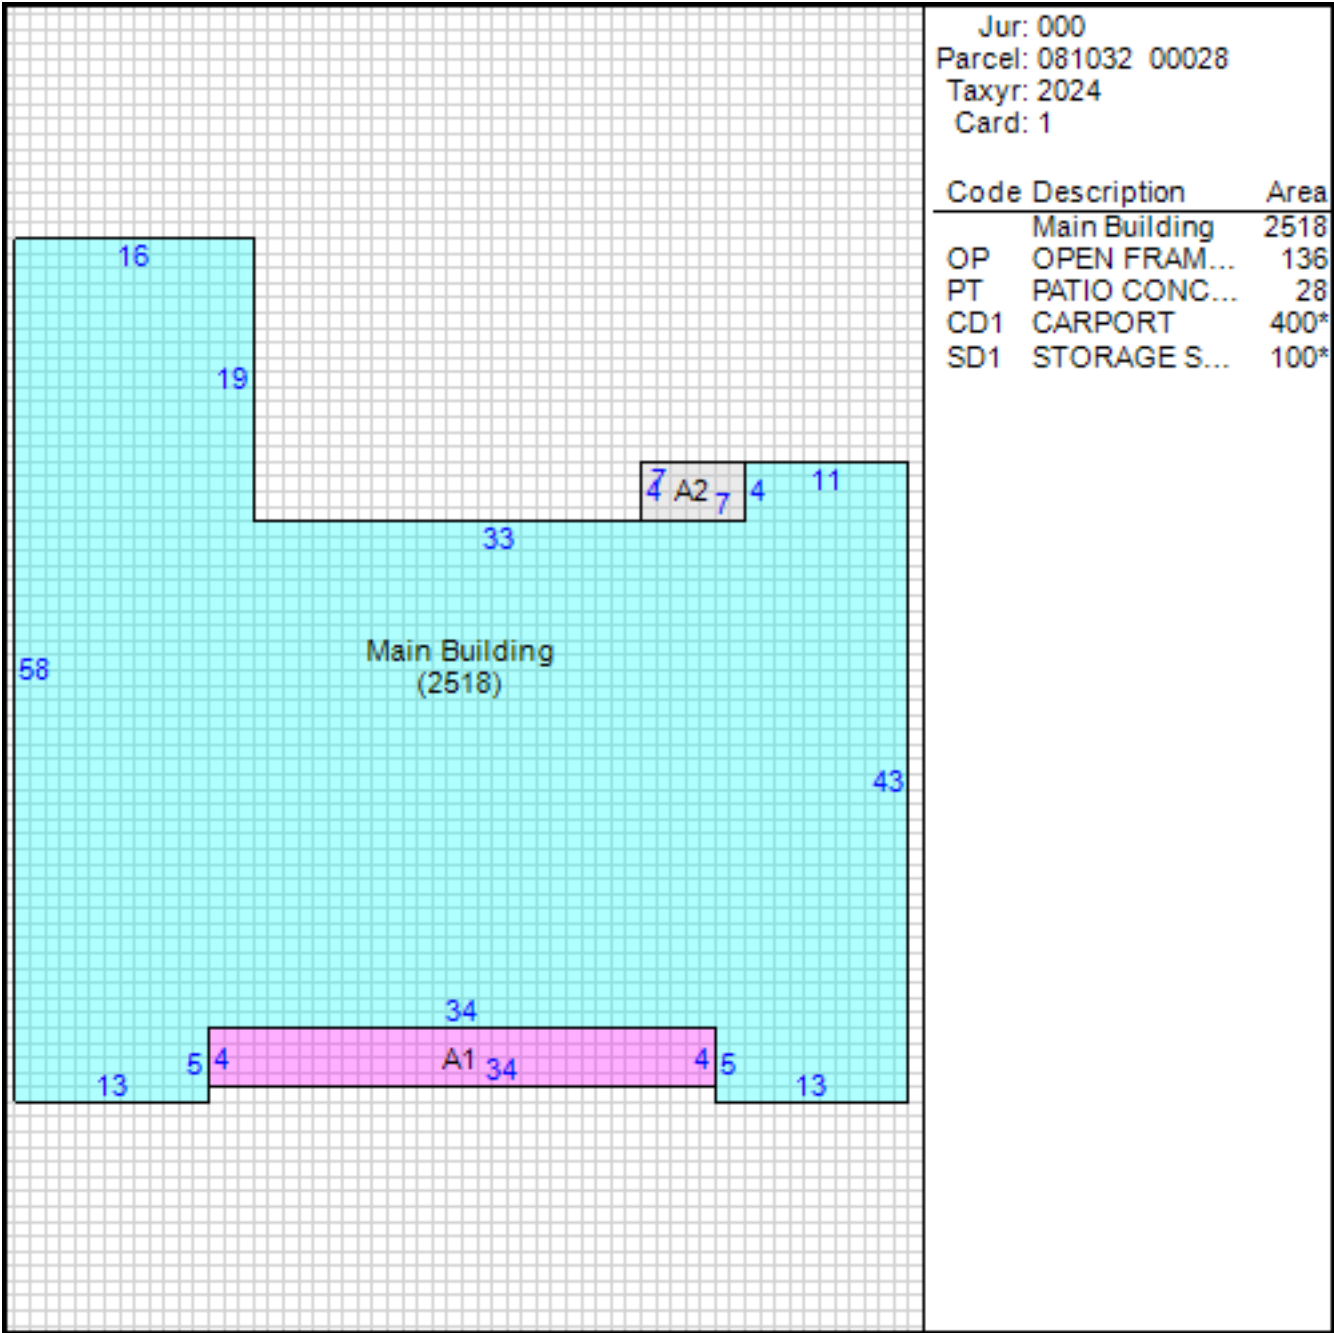 Jur: 000
Parcel: 081032 00028
Taxyr: 2024
Card: 1
Code Description Area
Main Building 2518
OP OPEN FRAM... 136
PT PATIO CONC... 28
CD1 CARPORT 400*
SD1 STORAGE S... 100*
16
19
7
4 A2 7 4
11
33
58
Main Building
(2518)
43
34
5 4 A1 34 4 5
13 13